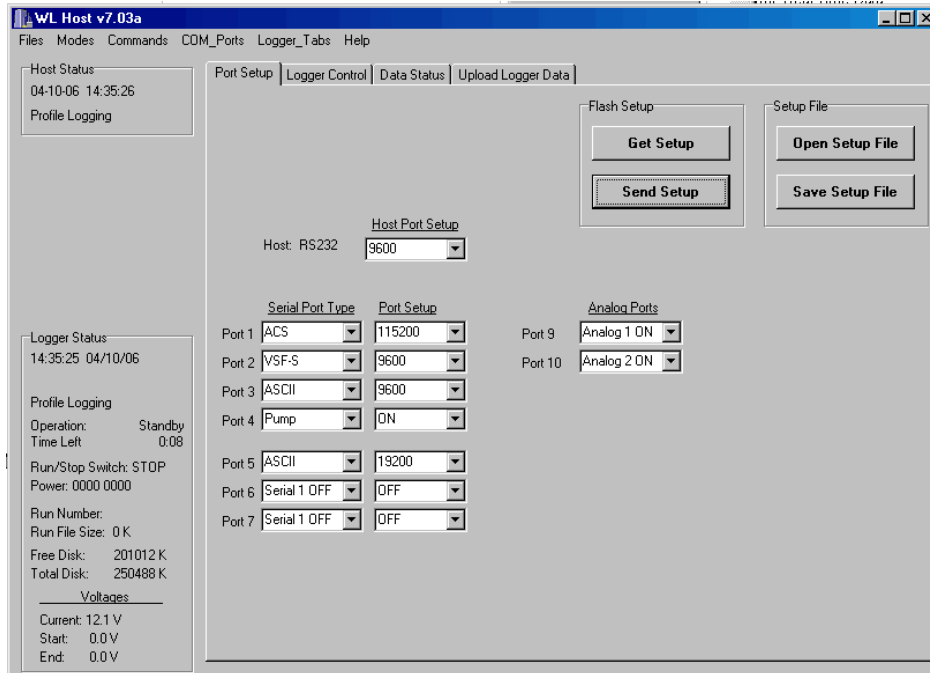 WL Host v7.03a
Files Modes Commands COM_Ports Logger_Tabs Help
Host Status
04-10-06 14:35:26
Profile Logging
Port Setup Logger Control Data Status Upload Logger Data
Flash Setup
Get Setup
Send Setup
Setup File
Open Setup File
Save Setup File
Host Port Setup
Host: RS232 9600
Serial Port Type Port Setup
Port 1 ACS 115200
Port 2 VSF-S 9600
Port 3 ASCII 9600
Port 4 Pump ON
Port 5 ASCII 19200
Port 6 Serial 1 OFF OFF
Port 7 Serial 1 OFF OFF
Analog Ports
Port 9 Analog 1 ON
Port 10 Analog 2 ON
Logger Status
14:35:25 04/10/06
Profile Logging
Operation: Standby
Time Left 0:08
Run/Stop Switch: STOP
Power: 0000 0000
Run Number:
Run File Size: 0 K
Free Disk: 201012 K
Total Disk: 250488 K
Voltages
Current: 12.1 V
Start: 0.0 V
End: 0.0 V